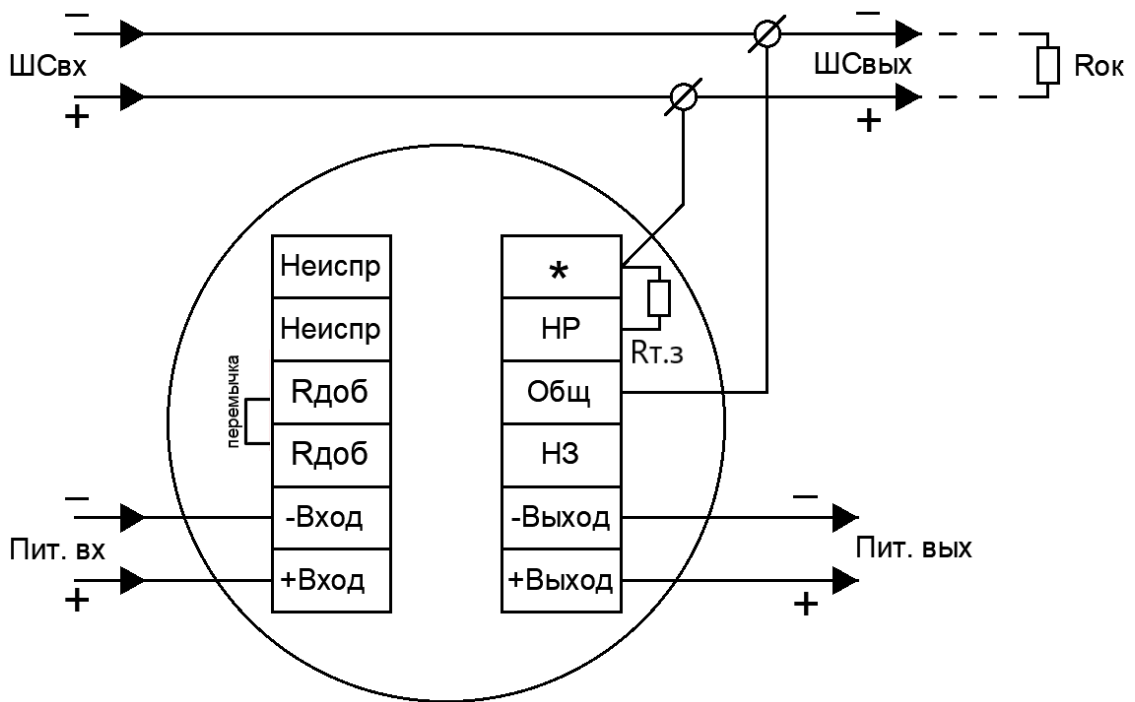 − −
ШСвх ШСвых Rок
+ +
Неиспр *
Неиспр НР
Rт.з
перемычка
Rдоб Общ
Rдоб НЗ
− −
-Вход -Выход
Пит. вх Пит. вых
+Вход +Выход
+ +